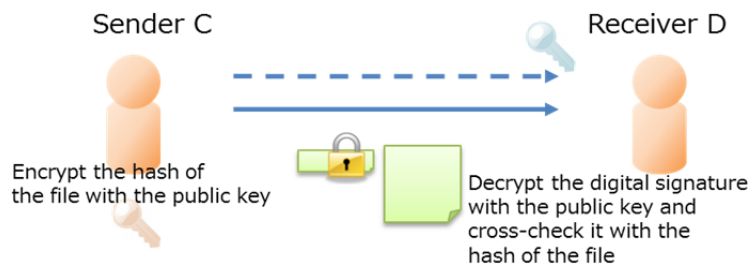 Sender C
Receiver D
Encrypt the hash of
the file with the public key
Decrypt the digital signature
with the public key and
cross-check it with the
hash of the file